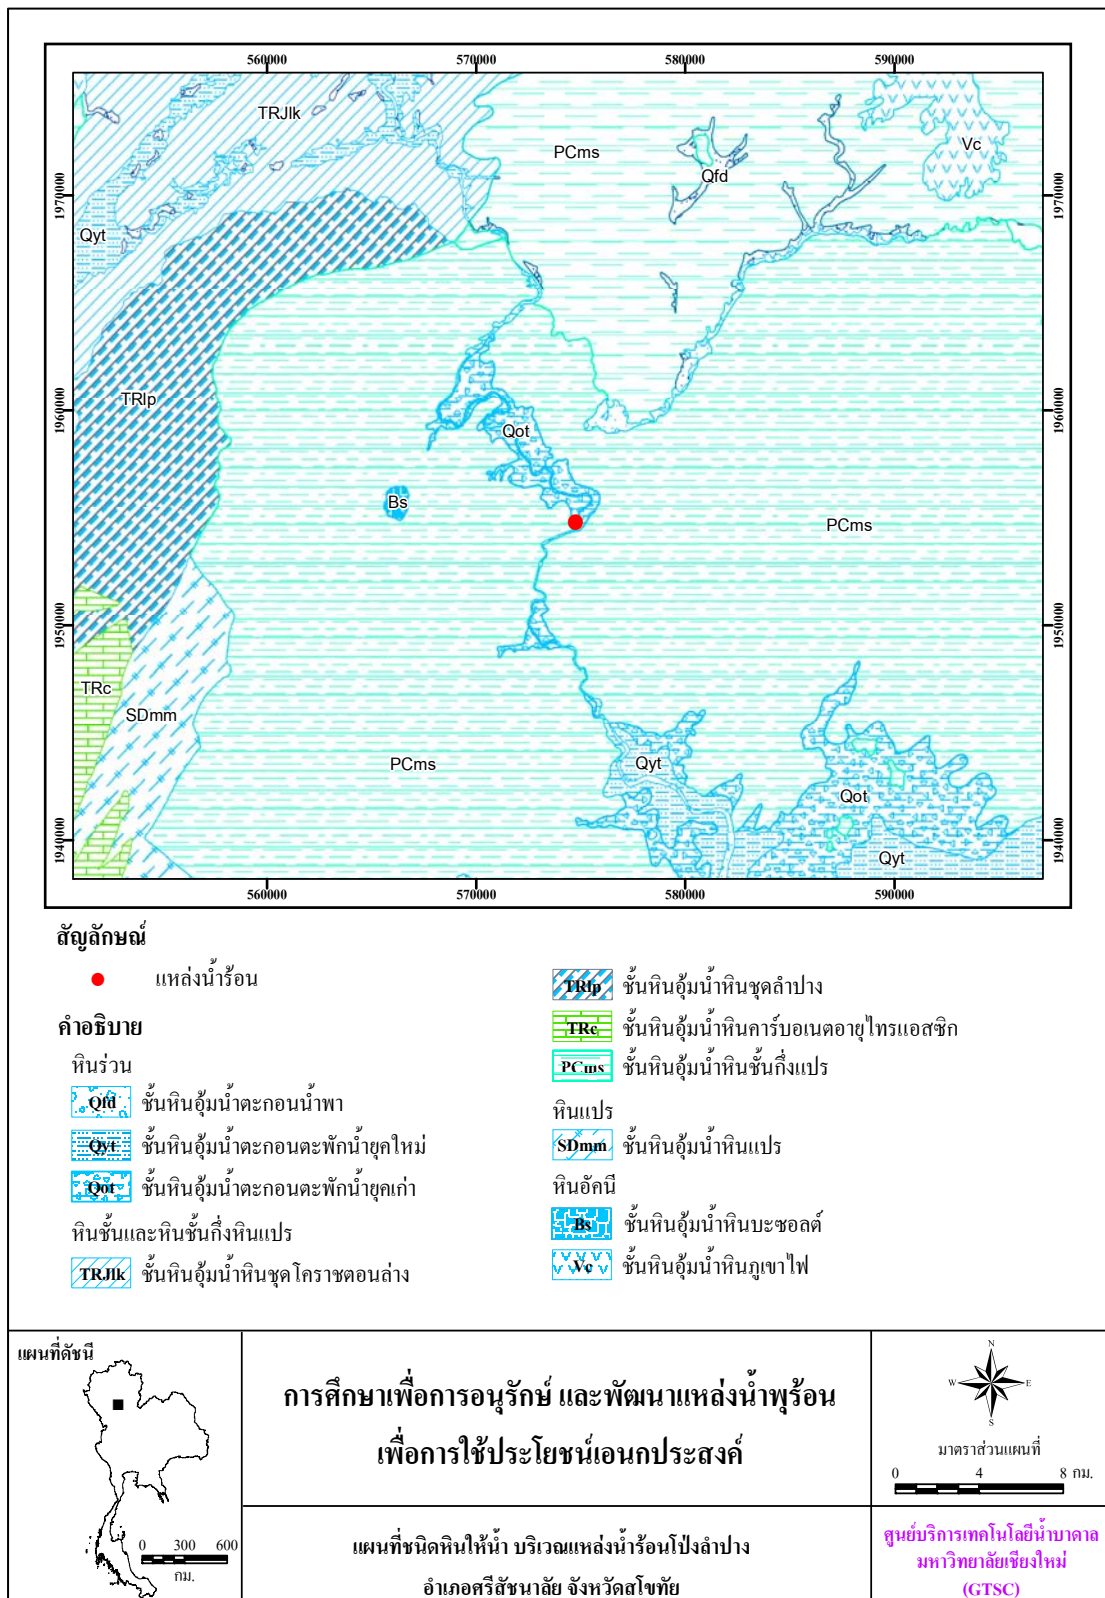 560000 570000 580000 590000
1970000 1970000
1960000 1960000
1950000 1950000
1940000 1940000
560000 570000 580000 590000
TRJlk
PCms
Vc
Qfd
Qyt
TRlp
Qot
Bs
PCms
TRc
SDmm
PCms
Qyt
Qot
Qyt
สัญลักษณ์
แหล่งน้ำร้อน
คำอธิบาย
หินร่วน
Qfd ชั้นหินอุ้มน้ำตะกอนน้ำพา
Qyt ชั้นหินอุ้มน้ำตะกอนตะพักน้ำยุคใหม่
Qot ชั้นหินอุ้มน้ำตะกอนตะพักน้ำยุคเก่า
หินชั้นและหินชั้นกึ่งหินแปร
TRJlk ชั้นหินอุ้มน้ำหินชุดโคราชตอนล่าง
TRlp ชั้นหินอุ้มน้ำหินชุดลำปาง
TRc ชั้นหินอุ้มน้ำหินคาร์บอเนตอายุไทรแอสซิก
PCms ชั้นหินอุ้มน้ำหินชั้นกึ่งแปร
หินแปร
SDmm ชั้นหินอุ้มน้ำหินแปร
หินอัคนี
Bs ชั้นหินอุ้มน้ำหินบะซอลต์
Vc ชั้นหินอุ้มน้ำหินภูเขาไฟ
แผนที่ดัชนี
0 300 600
กม.
การศึกษาเพื่อการอนุรักษ์ และพัฒนาแหล่งน้ำพุร้อน
เพื่อการใช้ประโยชน์เอนกประสงค์
แผนที่ชนิดหินให้น้ำ บริเวณแหล่งน้ำร้อนโป่งลำปาง
อำเภอศรีสัชนาลัย จังหวัดสุโขทัย
N
W E
S
มาตราส่วนแผนที่
0 4 8 กม.
ศูนย์บริการเทคโนโลยีน้ำบาดาล
มหาวิทยาลัยเชียงใหม่
(GTSC)